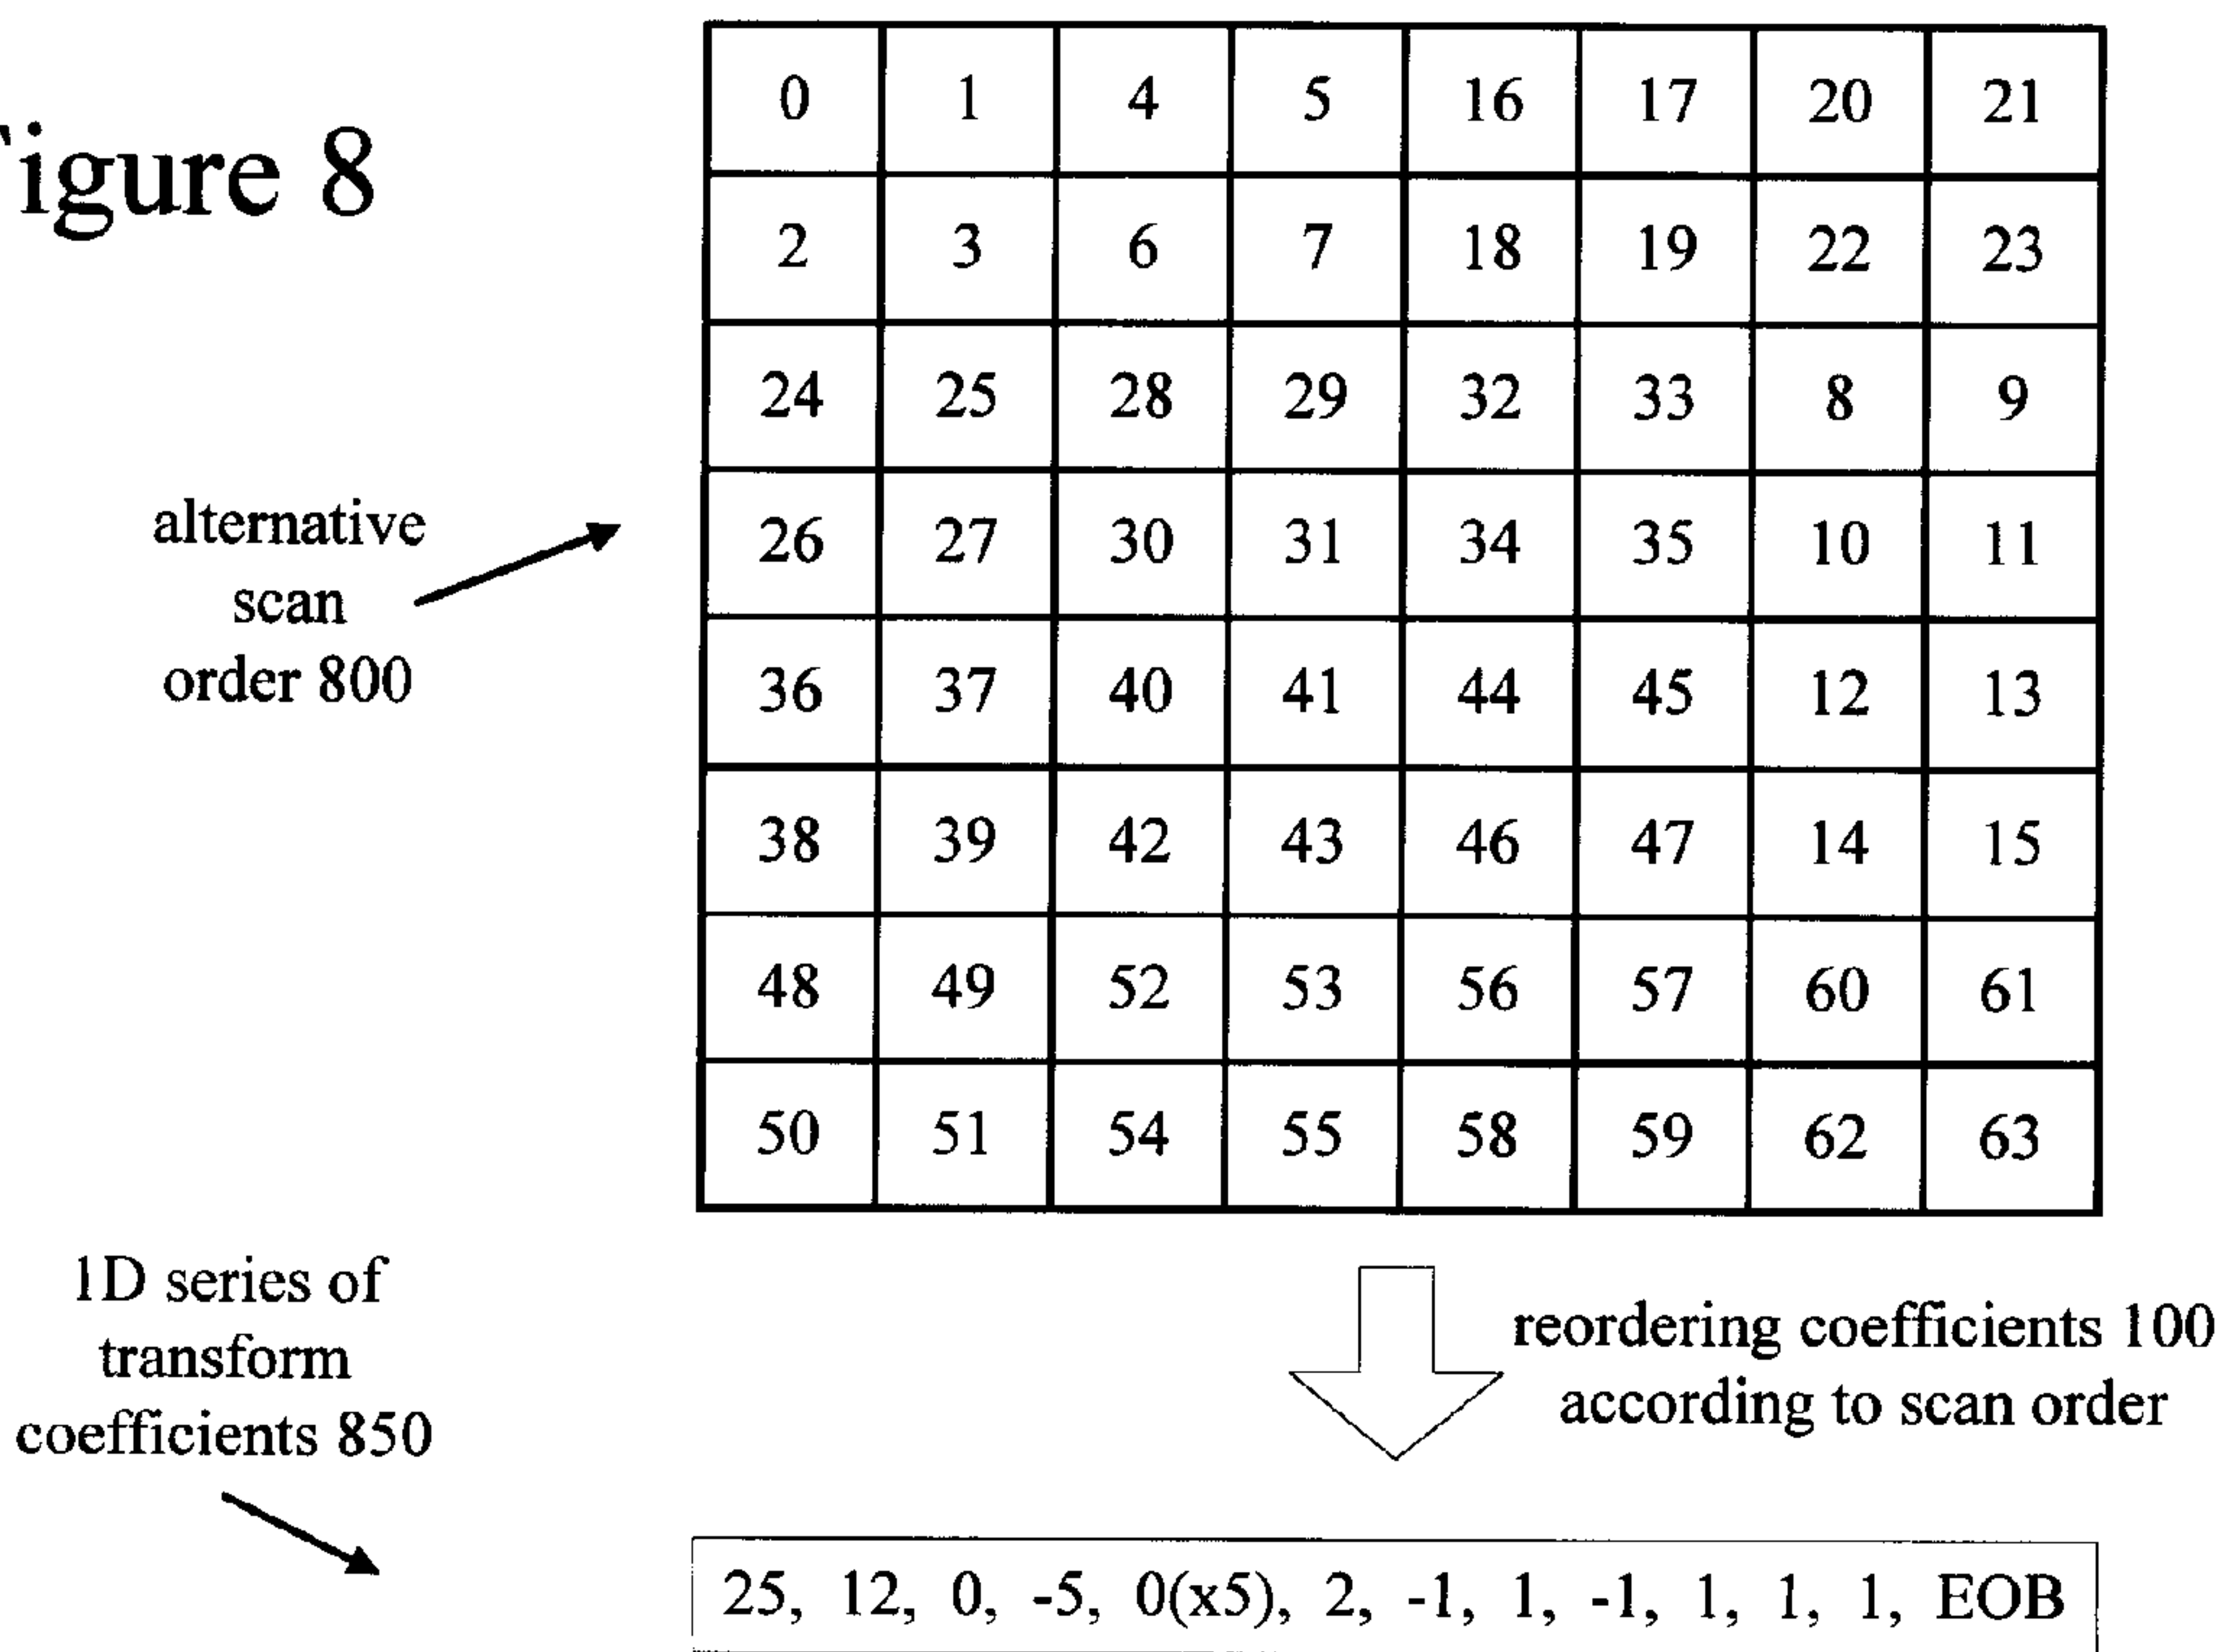 igure 8
0 1 4 5 16 17 20 21
2 3 6 7 18 19 22 23
24 25 28 29 32 33 8 9
26 27 30 31 34 35 10 11
36 37 40 41 44 45 12 13
38 39 42 43 46 47 14 15
48 49 52 53 56 57 60 61
50 51 54 55 58 59 62 63
alternative
scan
order 800
1D series of
transform
coefficients 850
reordering coefficients 100
according to scan order
25, 12, 0, -5, 0(x5), 2, -1, 1, -1, 1, 1, 1, EOB